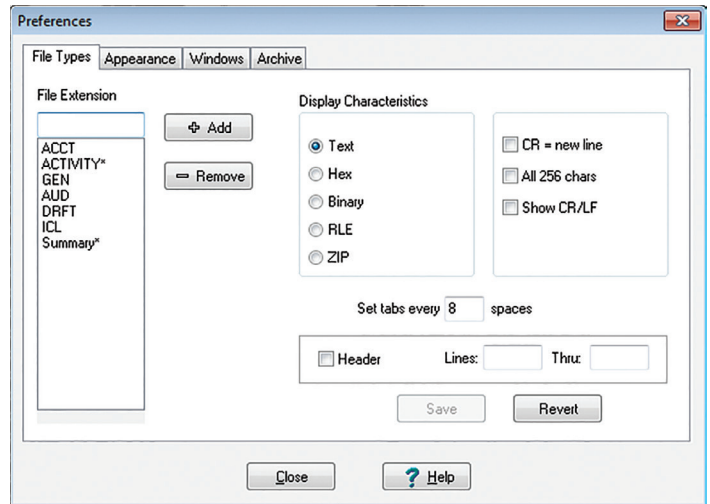 Preferences
File Types Appearance Windows Archive
File Extension
Add
Remove
ACCT
ACTIVITY*
GEN
AUD
DRFT
ICL
Summary*
Display Characteristics
Text
Hex
Binary
RLE
ZIP
CR = new line
All 256 chars
Show CR/LF
Set tabs every 8 spaces
Header Lines: Thru:
Save Revert
Close ? Help